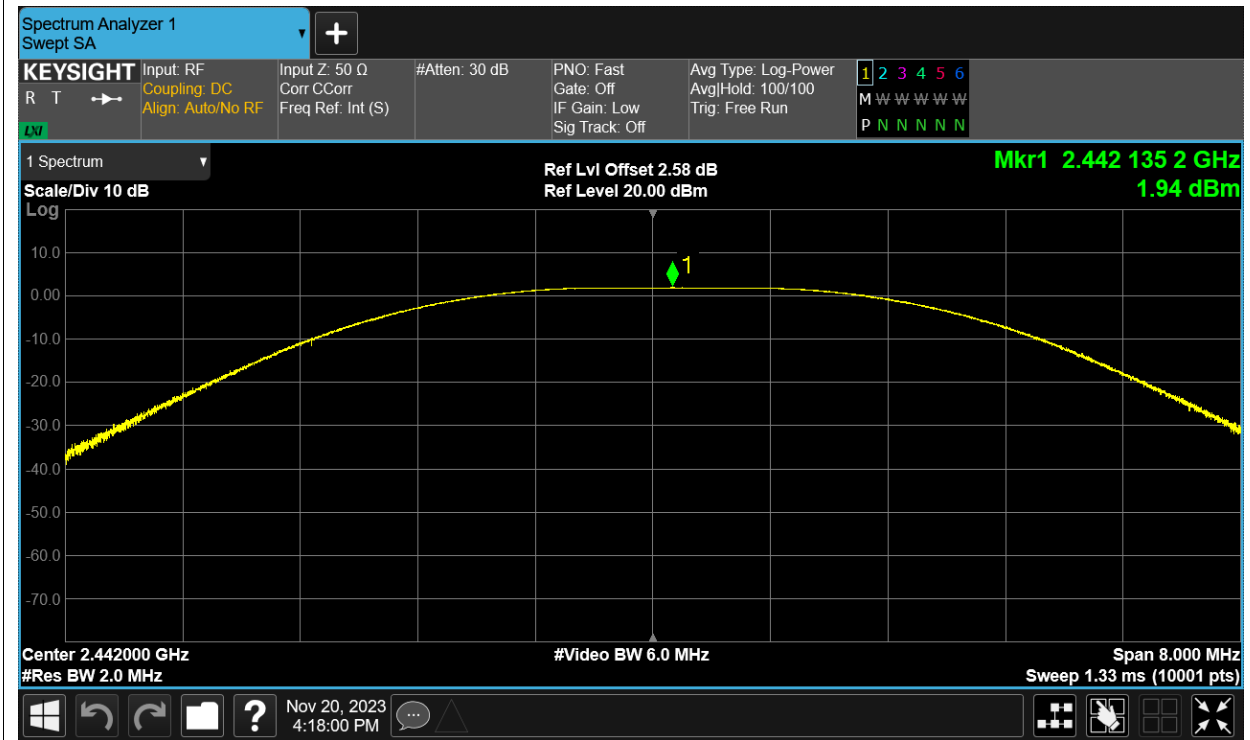 Spectrum Analyzer 1
Swept SA
KEYSIGHT
R T
LXI
Input: RF
Coupling: DC
Align: Auto/No RF
Input Z: 50 Ω
Corr CCorr
Freq Ref: Int (S)
#Atten: 30 dB
PNO: Fast
Gate: Off
IF Gain: Low
Sig Track: Off
Avg Type: Log-Power
Avg|Hold: 100/100
Trig: Free Run
1 2 3 4 5 6
M W W W W W
P N N N N N
1 Spectrum
Scale/Div 10 dB
Log
Ref Lvl Offset 2.58 dB
Ref Level 20.00 dBm
Mkr1 2.442 135 2 GHz
1.94 dBm
1
10.0
0.00
-10.0
-20.0
-30.0
-40.0
-50.0
-60.0
-70.0
Center 2.442000 GHz
#Res BW 2.0 MHz
#Video BW 6.0 MHz
Span 8.000 MHz
Sweep 1.33 ms (10001 pts)
?
Nov 20, 2023
4:18:00 PM